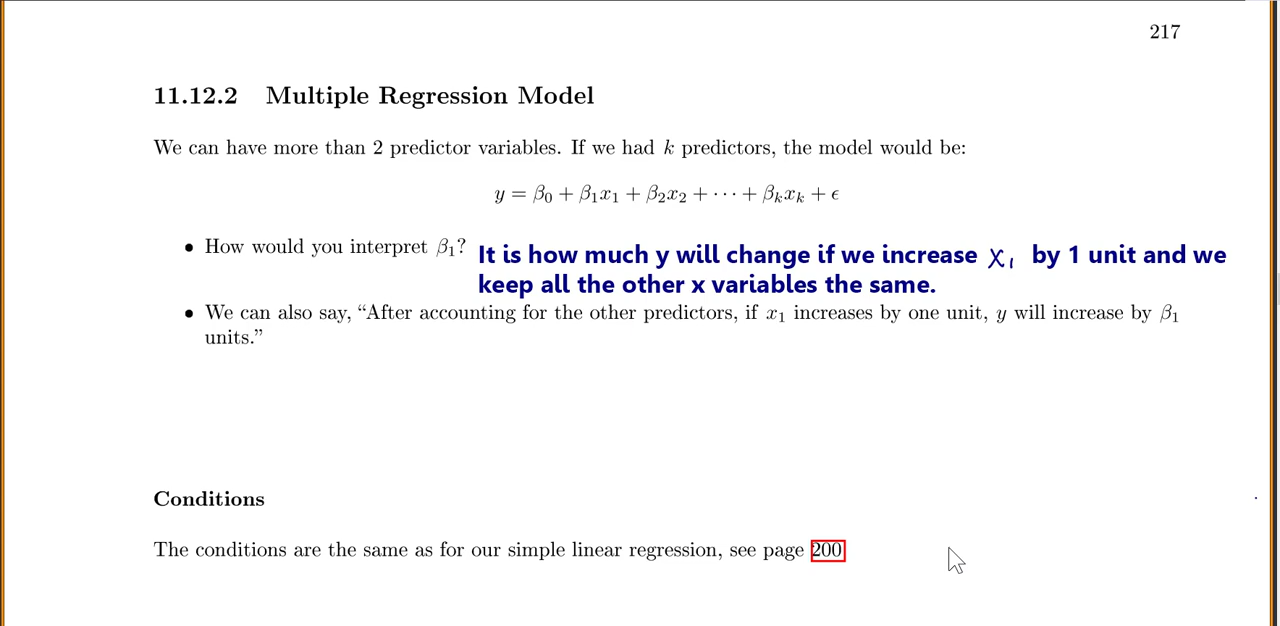 217
11.12.2 Multiple Regression Model
We can have more than 2 predictor variables. If we had k predictors, the model would be:
y = β₀ + β₁x₁ + β₂x₂ + ⋯ + βₖxₖ + ϵ
• How would you interpret β₁? It is how much y will change if we increase x₁ by 1 unit and we
keep all the other x variables the same.
• We can also say, “After accounting for the other predictors, if x₁ increases by one unit, y will increase by β₁
units.”
Conditions
The conditions are the same as for our simple linear regression, see page 200